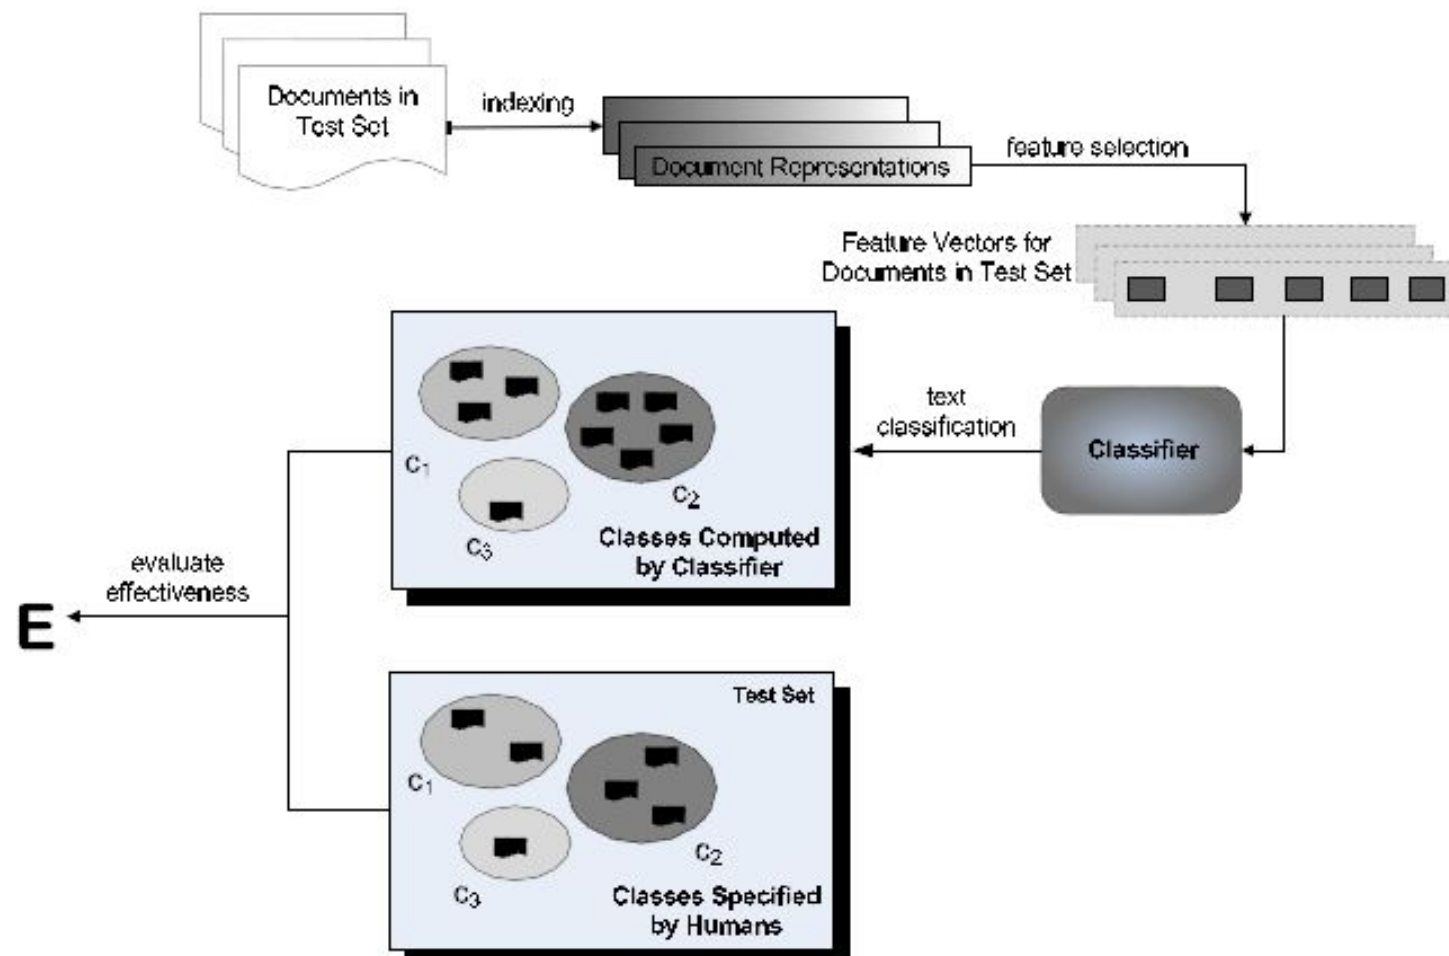 Documents in
Test Set
indexing
Document Representations
feature selection
Feature Vectors for
Documents in Test Set
Classifier
text
classification
c₁
c₂
c₃
Classes Computed
by Classifier
evaluate
effectiveness
E
Test Set
c₁
c₂
c₃
Classes Specified
by Humans